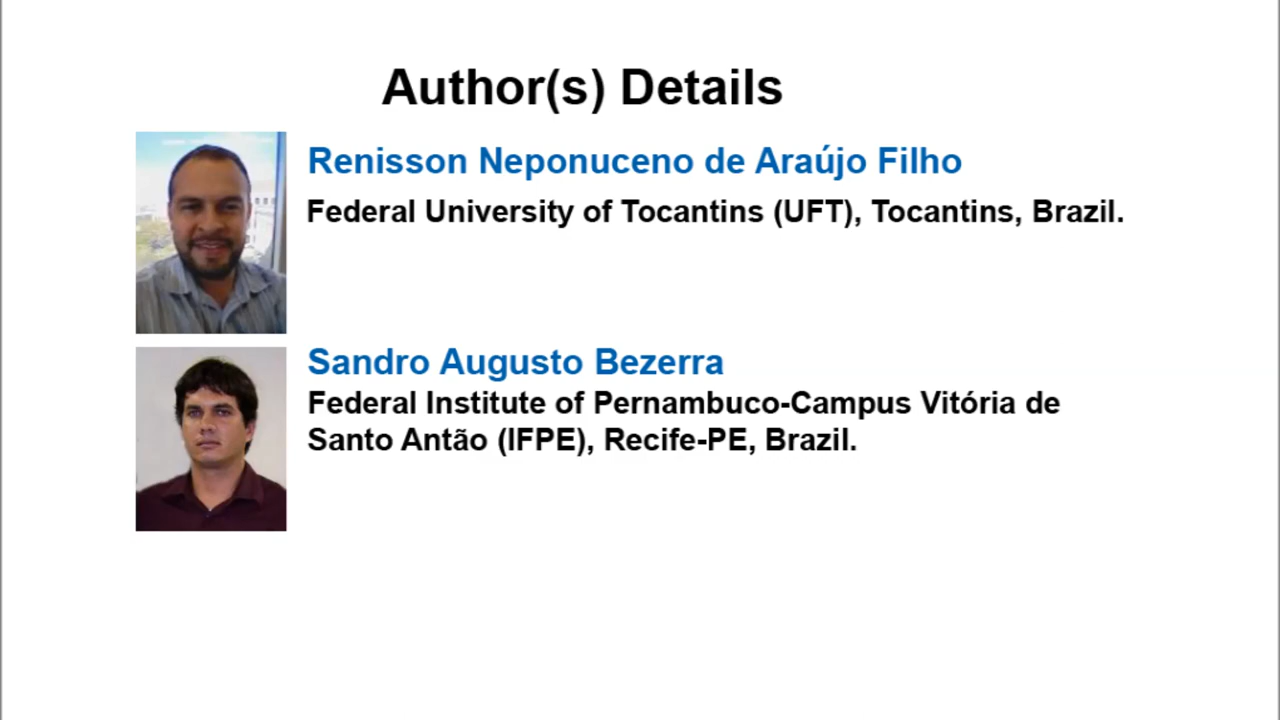 Author(s) Details
Renisson Neponuceno de Araújo Filho
Federal University of Tocantins (UFT), Tocantins, Brazil.
Sandro Augusto Bezerra
Federal Institute of Pernambuco-Campus Vitória de
Santo Antão (IFPE), Recife-PE, Brazil.